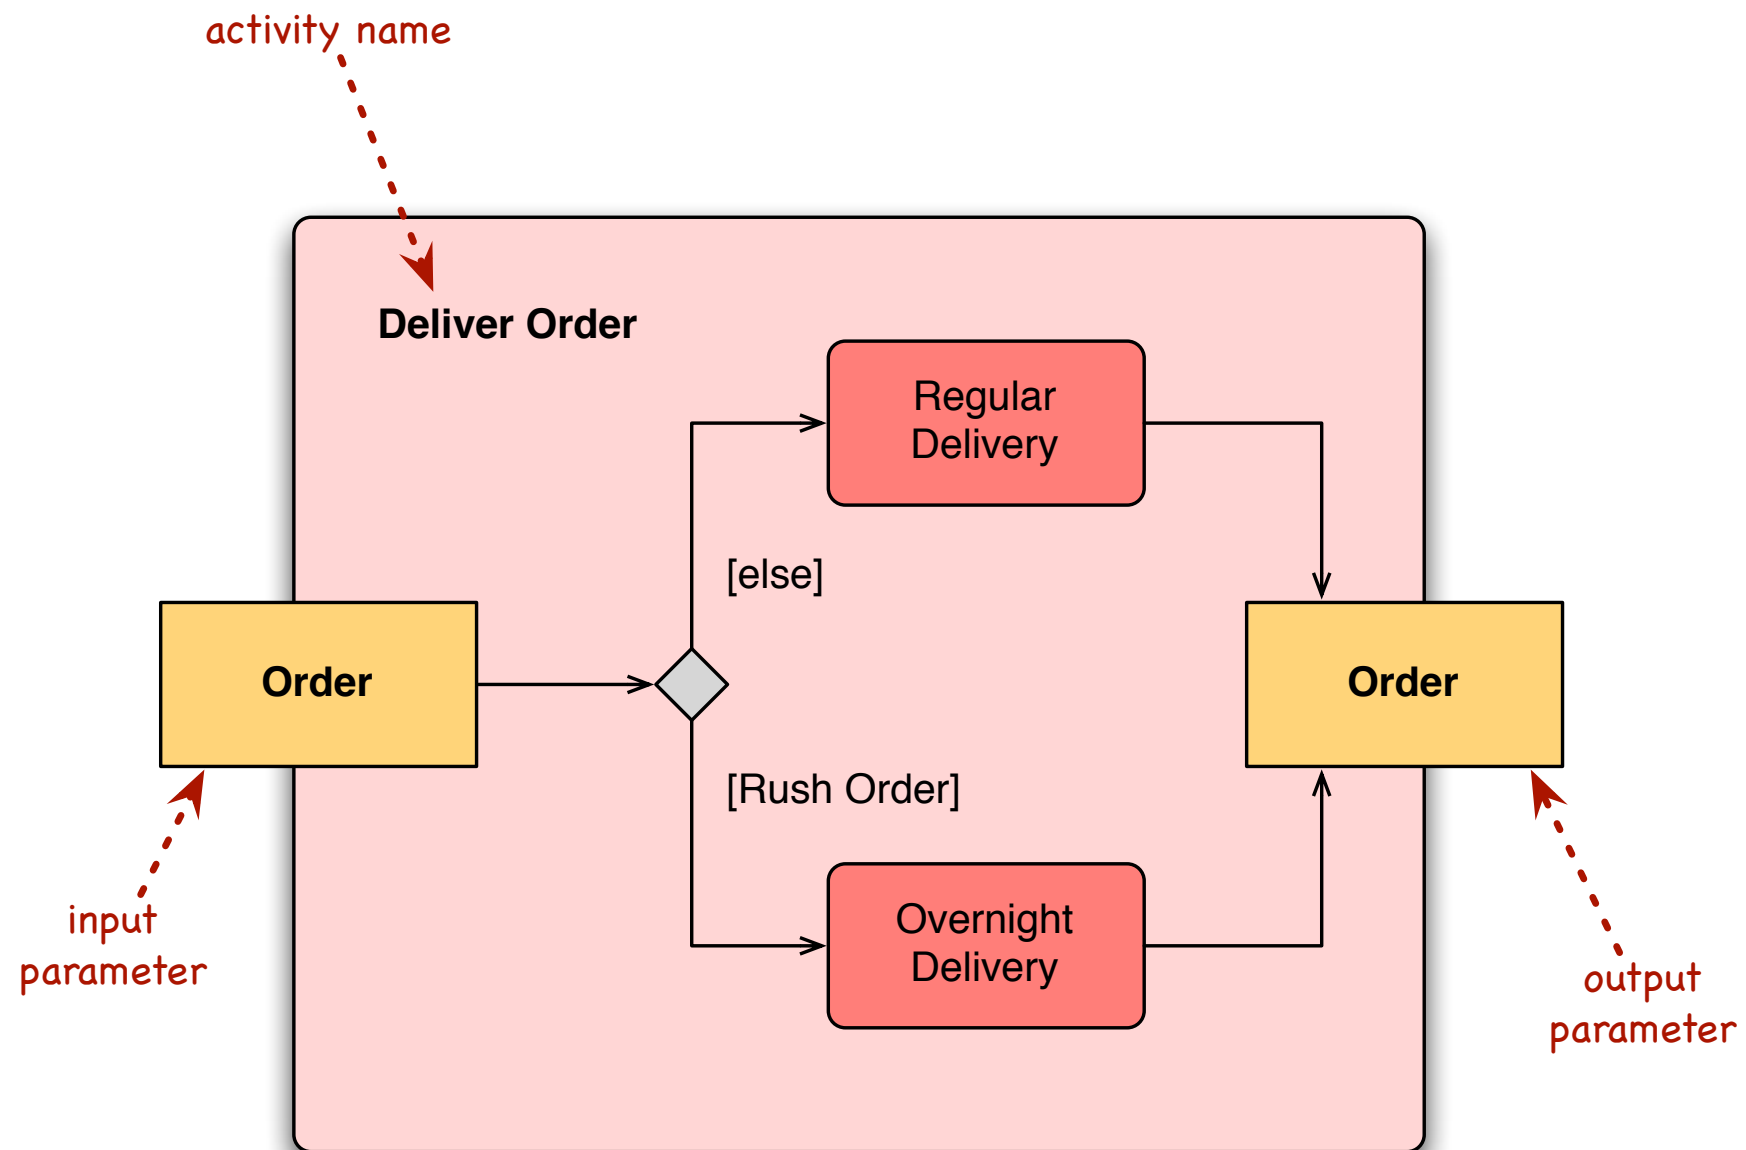 activity name
Deliver Order
Regular
Delivery
[else]
Order
Order
[Rush Order]
input
parameter
Overnight
Delivery
output
parameter